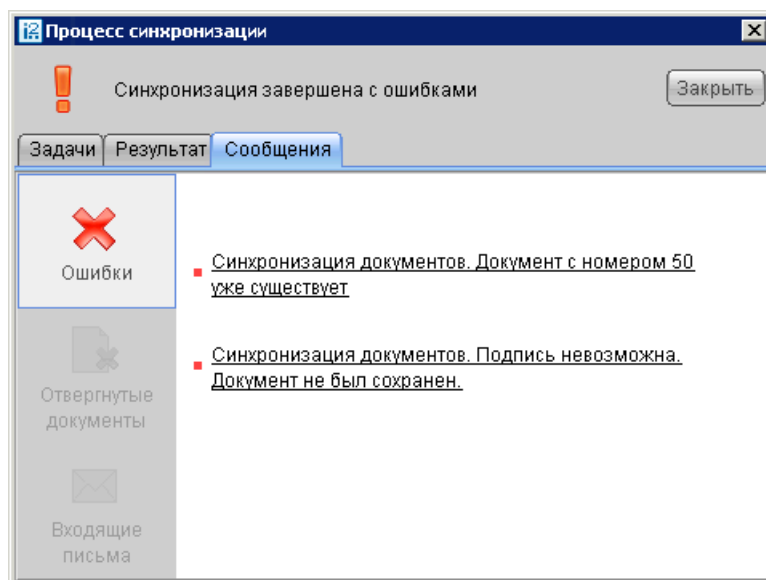 Процесс синхронизации
Синхронизация завершена с ошибками
Закрыть
Задачи Результат Сообщения
Ошибки
Синхронизация документов. Документ с номером 50
уже существует
Синхронизация документов. Подпись невозможна.
Документ не был сохранен.
Отвергнутые
документы
Входящие
письма